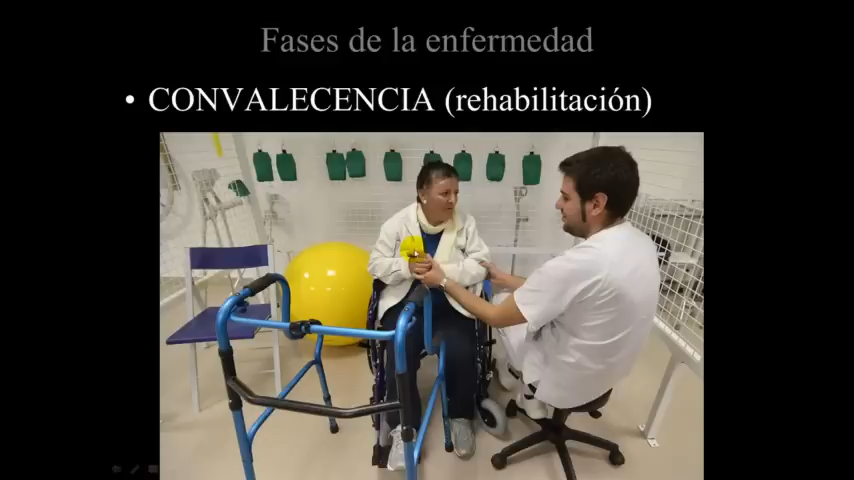 Fases de la enfermedad
• CONVALECENCIA (rehabilitación)